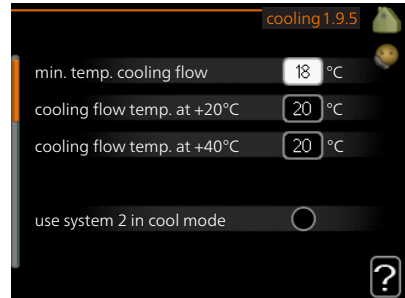 cooling 1.9.5
min. temp. cooling flow 18 °C
cooling flow temp. at +20°C 20 °C
cooling flow temp. at +40°C 20 °C
use system 2 in cool mode
?